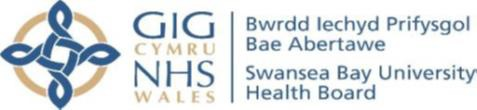 GIG
CYMRU
NHS
WALES
Bwrdd Iechyd Prifysgol
Bae Abertawe
Swansea Bay University
Health Board